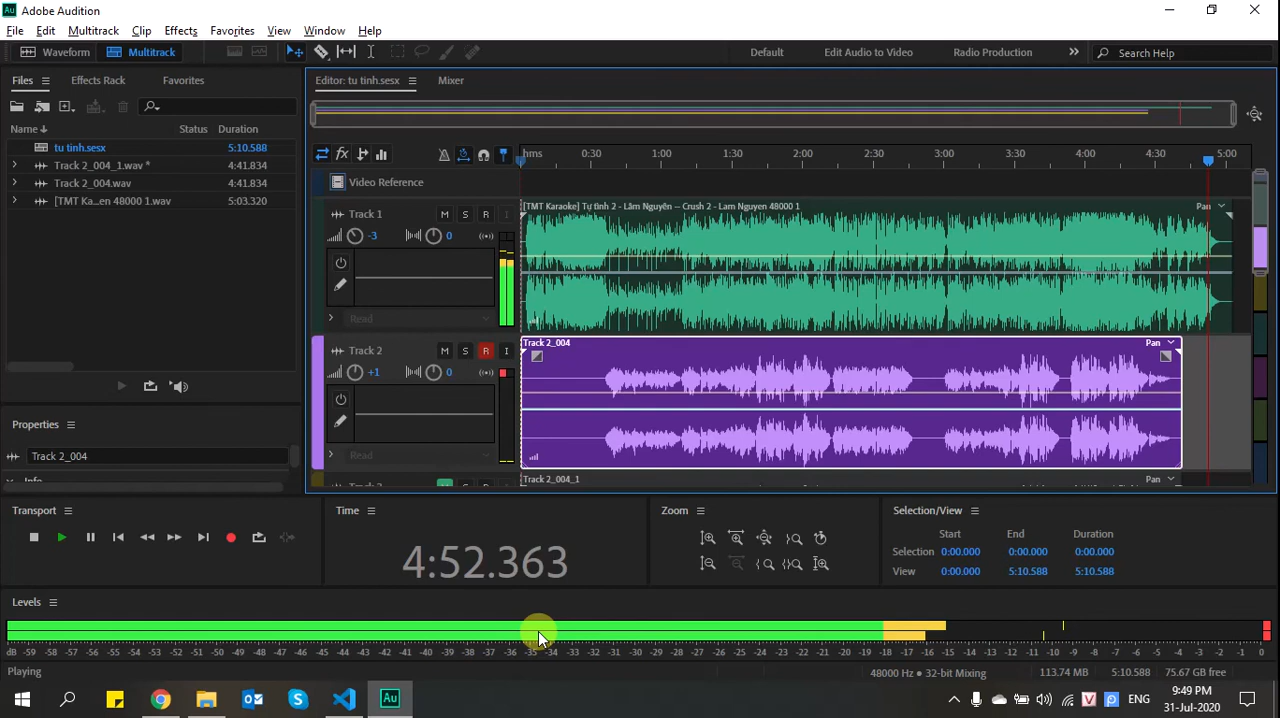 Au Adobe Audition
File Edit Multitrack Clip Effects Favorites View Window Help
Waveform Multitrack Default Edit Audio to Video Radio Production Search Help
Files Effects Rack Favorites
Name Status Duration
tu tinh.sesx 5:10.588
Track 2_004_1.wav * 4:41.834
Track 2_004.wav 4:41.834
[TMT Ka...en 48000 1.wav 5:03.320
Properties
Track 2_004
Info
Editor: tu tinh.sesx Mixer
hms 0:30 1:00 1:30 2:00 2:30 3:00 3:30 4:00 4:30 5:00
Video Reference
Track 1 M S R I
-3 0
Read
[TMT Karaoke] Tự tình 2 - Lâm Nguyên -- Crush 2 - Lam Nguyen 48000 1 Pan
Track 2 M S R I
+1 0
Read
Track 2_004 Pan
Track 2_004_1 Pan
Transport
Time
4:52.363
Zoom
Selection/View
Start End Duration
Selection 0:00.000 0:00.000 0:00.000
View 0:00.000 5:10.588 5:10.588
Levels
dB -59 -58 -57 -56 -55 -54 -53 -52 -51 -50 -49 -48 -47 -46 -45 -44 -43 -42 -41 -40 -39 -38 -37 -36 -35 -34 -33 -32 -31 -30 -29 -28 -27 -26 -25 -24 -23 -22 -21 -20 -19 -18 -17 -16 -15 -14 -13 -12 -11 -10 -9 -8 -7 -6 -5 -4 -3 -2 -1 0
Playing 48000 Hz ● 32-bit Mixing 113.74 MB 5:10.588 75.67 GB free
Au ENG 9:49 PM
31-Jul-2020